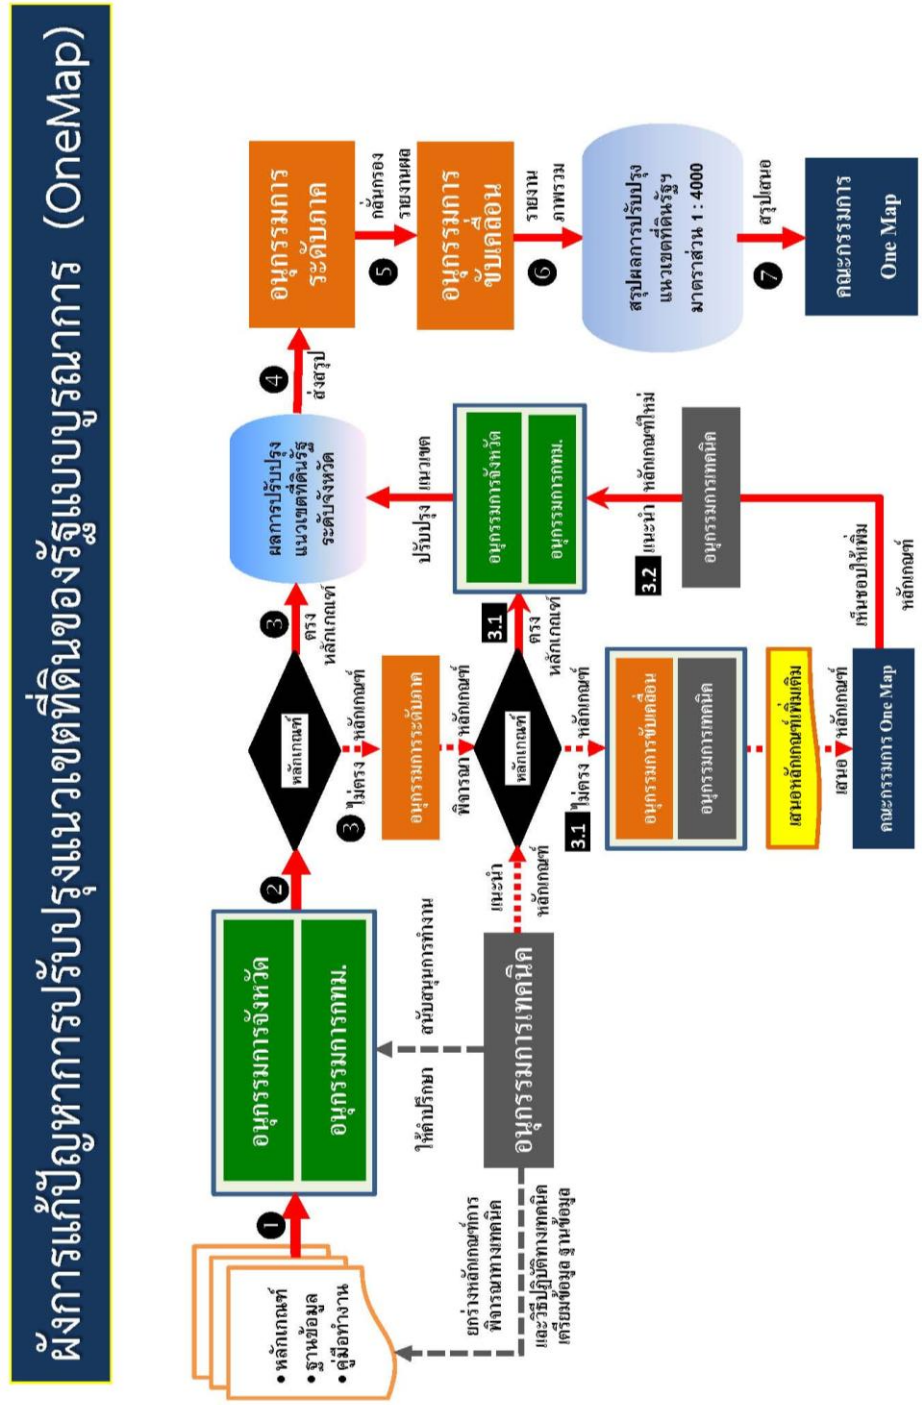 ผังการแก้ปัญหาการปรับปรุงแนวเขตที่ดินของรัฐแบบบูรณาการ (OneMap)
• หลักเกณฑ์
• ฐานข้อมูล
• คู่มือทำงาน
1
อนุกรรมการจังหวัด
อนุกรรมการกทม.
2
หลักเกณฑ์
3
ตรง
หลักเกณฑ์
ผลการปรับปรุง
แนวเขตที่ดินรัฐ
ระดับจังหวัด
4
ส่งสรุป
อนุกรรมการ
ระดับภาค
5
กลั่นกรอง
รายงานผล
อนุกรรมการ
ขับเคลื่อน
6
รายงาน
ภาพรวม
สรุปผลการปรับปรุง
แนวเขตที่ดินรัฐฯ
มาตราส่วน 1 : 4000
7
สรุปเสนอ
คณะกรรมการ
One Map
3
ไม่ตรง หลักเกณฑ์
อนุกรรมการระดับภาค
พิจารณา หลักเกณฑ์
หลักเกณฑ์
3.1
ตรง
หลักเกณฑ์
อนุกรรมการจังหวัด
อนุกรรมการกทม.
ปรับปรุง แนวเขต
ให้คำปรึกษา สนับสนุนการทำงาน
อนุกรรมการเทคนิค
แนะนำ
หลักเกณฑ์
ยกร่างหลักเกณฑ์การ
พิจารณาทางเทคนิค
และวิธีปฏิบัติทางเทคนิค
เตรียมข้อมูล ฐานข้อมูล
3.1
ไม่ตรง หลักเกณฑ์
อนุกรรมการขับเคลื่อน
อนุกรรมการเทคนิค
เสนอหลักเกณฑ์เพิ่มเติม
เสนอ หลักเกณฑ์
คณะกรรมการ One Map
เห็นชอบให้เพิ่ม
หลักเกณฑ์
อนุกรรมการเทคนิค
3.2
แนะนำ หลักเกณฑ์ใหม่